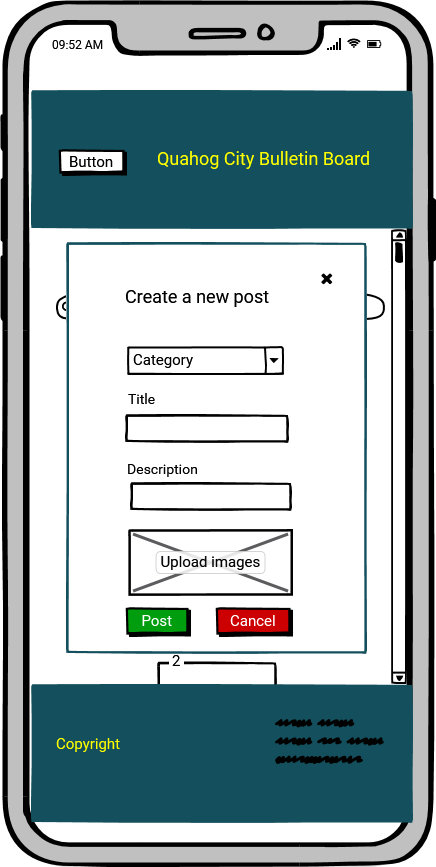 09:52 AM
Button
Quahog City Bulletin Board
Create a new post
Category
Title
Description
Upload images
Post
Cancel
2
Copyright